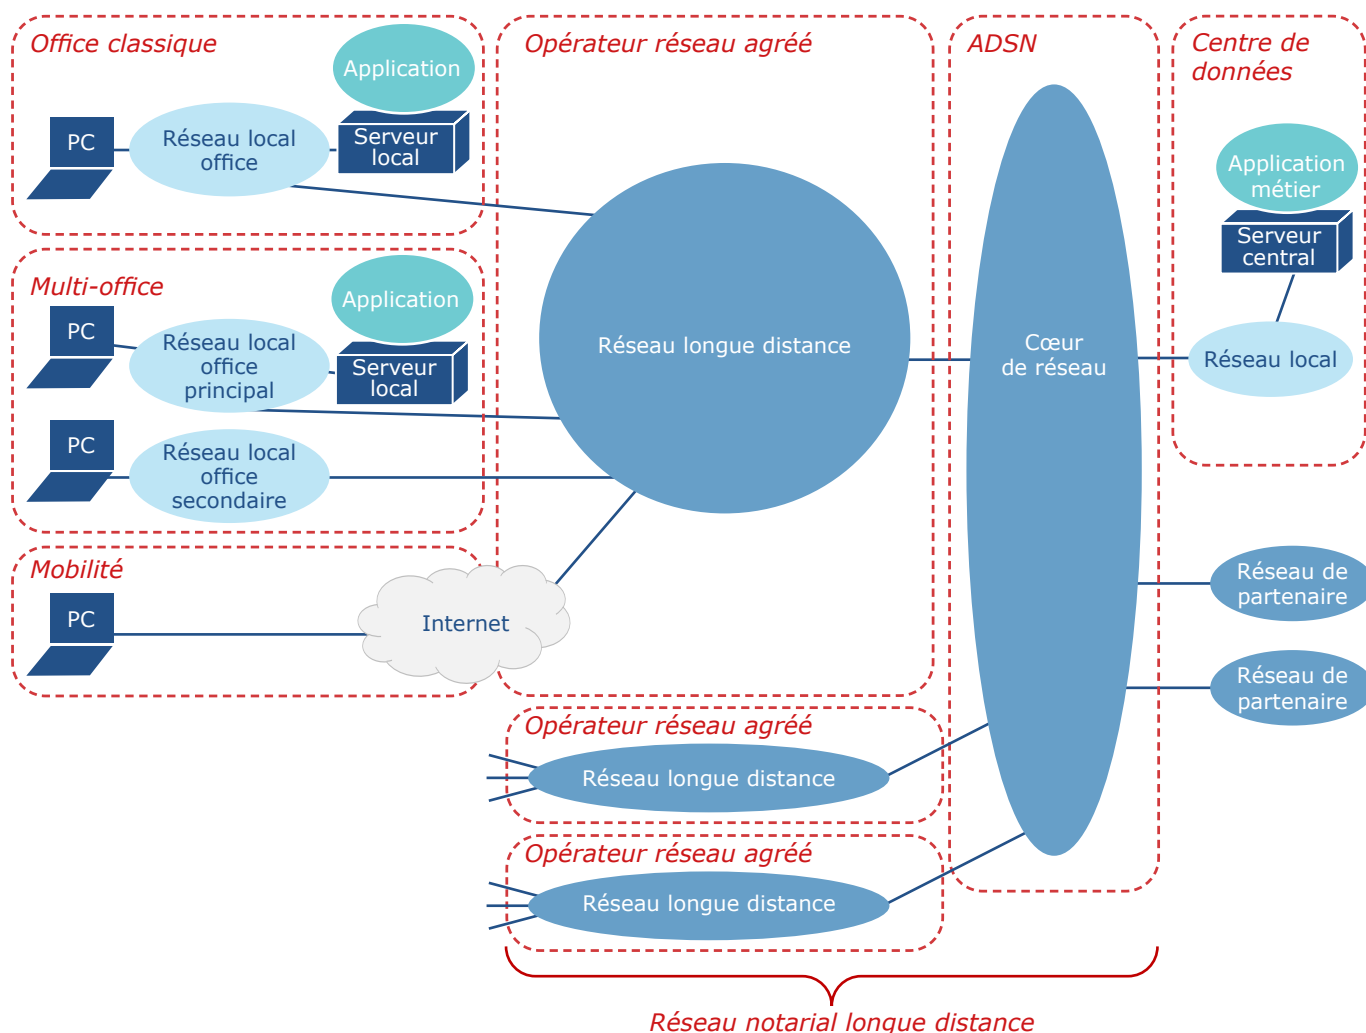 Office classique
Application
PC
Réseau local
office
Serveur
local
Multi-office
Application
PC
Réseau local
office
principal
Serveur
local
PC
Réseau local
office
secondaire
Mobilité
PC
Internet
Opérateur réseau agréé
Réseau longue distance
Opérateur réseau agréé
Réseau longue distance
Opérateur réseau agréé
Réseau longue distance
ADSN
Cœur
de réseau
Centre de
données
Application
métier
Serveur
central
Réseau local
Réseau de
partenaire
Réseau de
partenaire
Réseau notarial longue distance